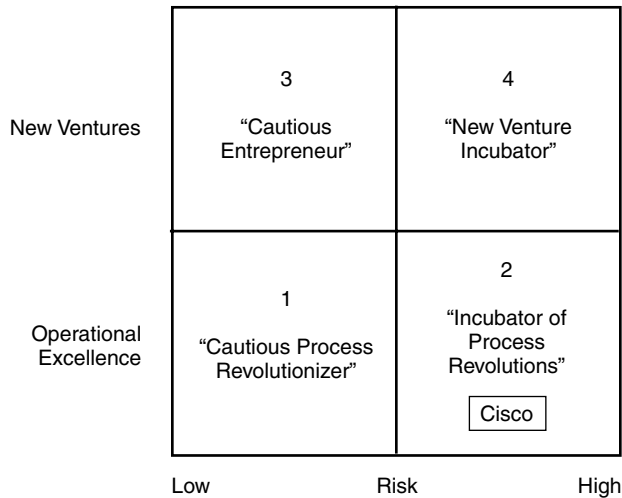 3
4
New Ventures
“Cautious
Entrepreneur”
“New Venture
Incubator”
1
2
Operational
Excellence
“Cautious Process
Revolutionizer”
“Incubator of
Process
Revolutions”
Cisco
Low
Risk
High